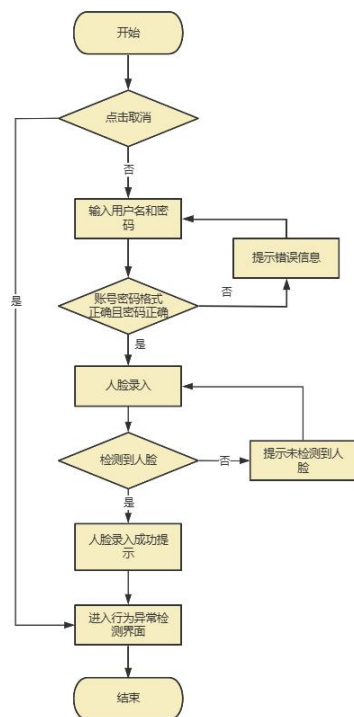 开始
点击取消
否
输入用户名和密
码
提示错误信息
是
账号密码格式
正确且密码正确
否
是
人脸录入
检测到人脸
否
提示未检测到人
脸
是
人脸录入成功提
示
进入行为异常检
测界面
结束